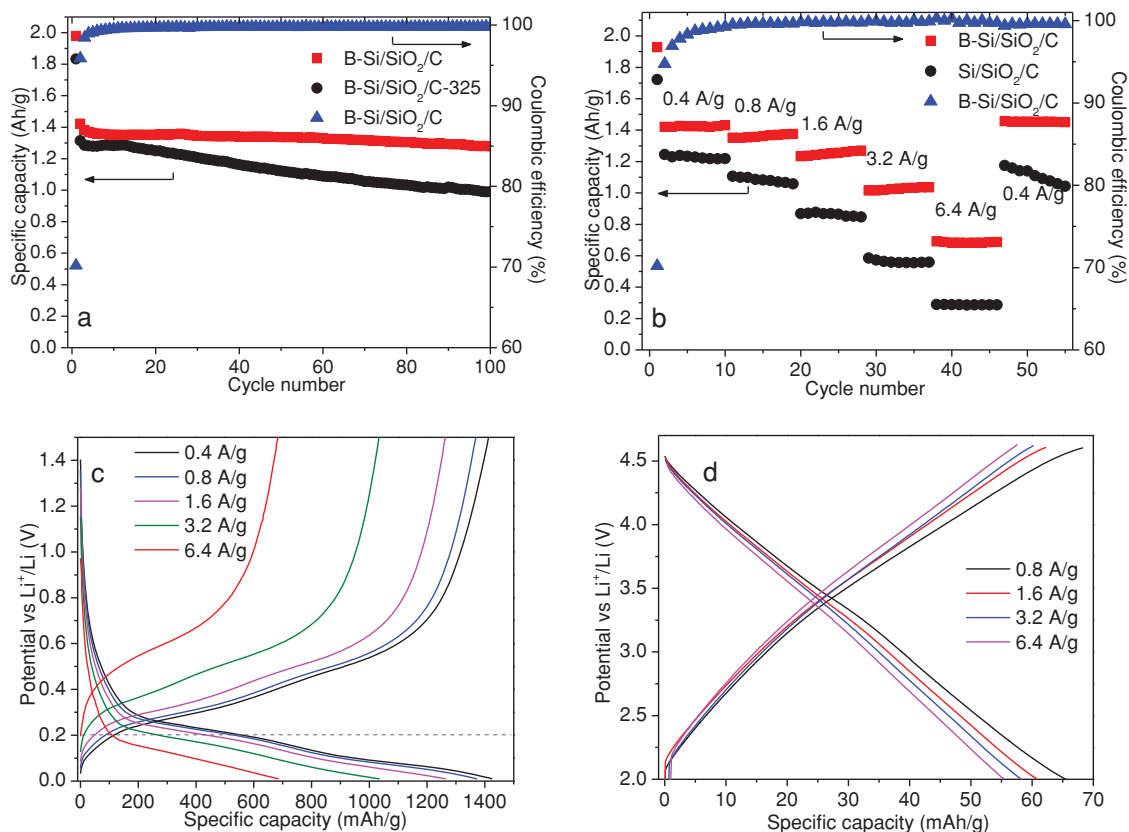 2.0
1.8
1.6
1.4
1.2
1.0
0.8
0.6
0.4
0.2
0.0
Specific capacity (Ah/g)
B-Si/SiO2/C
B-Si/SiO2/C-325
B-Si/SiO2/C
a
0 20 40 60 80 100
Cycle number
100
90
80
70
60
Coulombic efficiency (%)
2.0
1.8
1.6
1.4
1.2
1.0
0.8
0.6
0.4
0.2
0.0
Specific capacity (Ah/g)
B-Si/SiO2/C
Si/SiO2/C
B-Si/SiO2/C
0.4 A/g
0.8 A/g
1.6 A/g
3.2 A/g
6.4 A/g
0.4 A/g
b
0 10 20 30 40 50
Cycle number
100
90
80
70
60
Coulombic efficiency (%)
1.4
1.2
1.0
0.8
0.6
0.4
0.2
0.0
Potential vs Li+/Li (V)
c
0.4 A/g
0.8 A/g
1.6 A/g
3.2 A/g
6.4 A/g
0 200 400 600 800 1000 1200 1400
Specific capacity (mAh/g)
4.5
4.0
3.5
3.0
2.5
2.0
Potential vs Li+/Li (V)
d
0.8 A/g
1.6 A/g
3.2 A/g
6.4 A/g
0 10 20 30 40 50 60 70
Specific capacity (mAh/g)